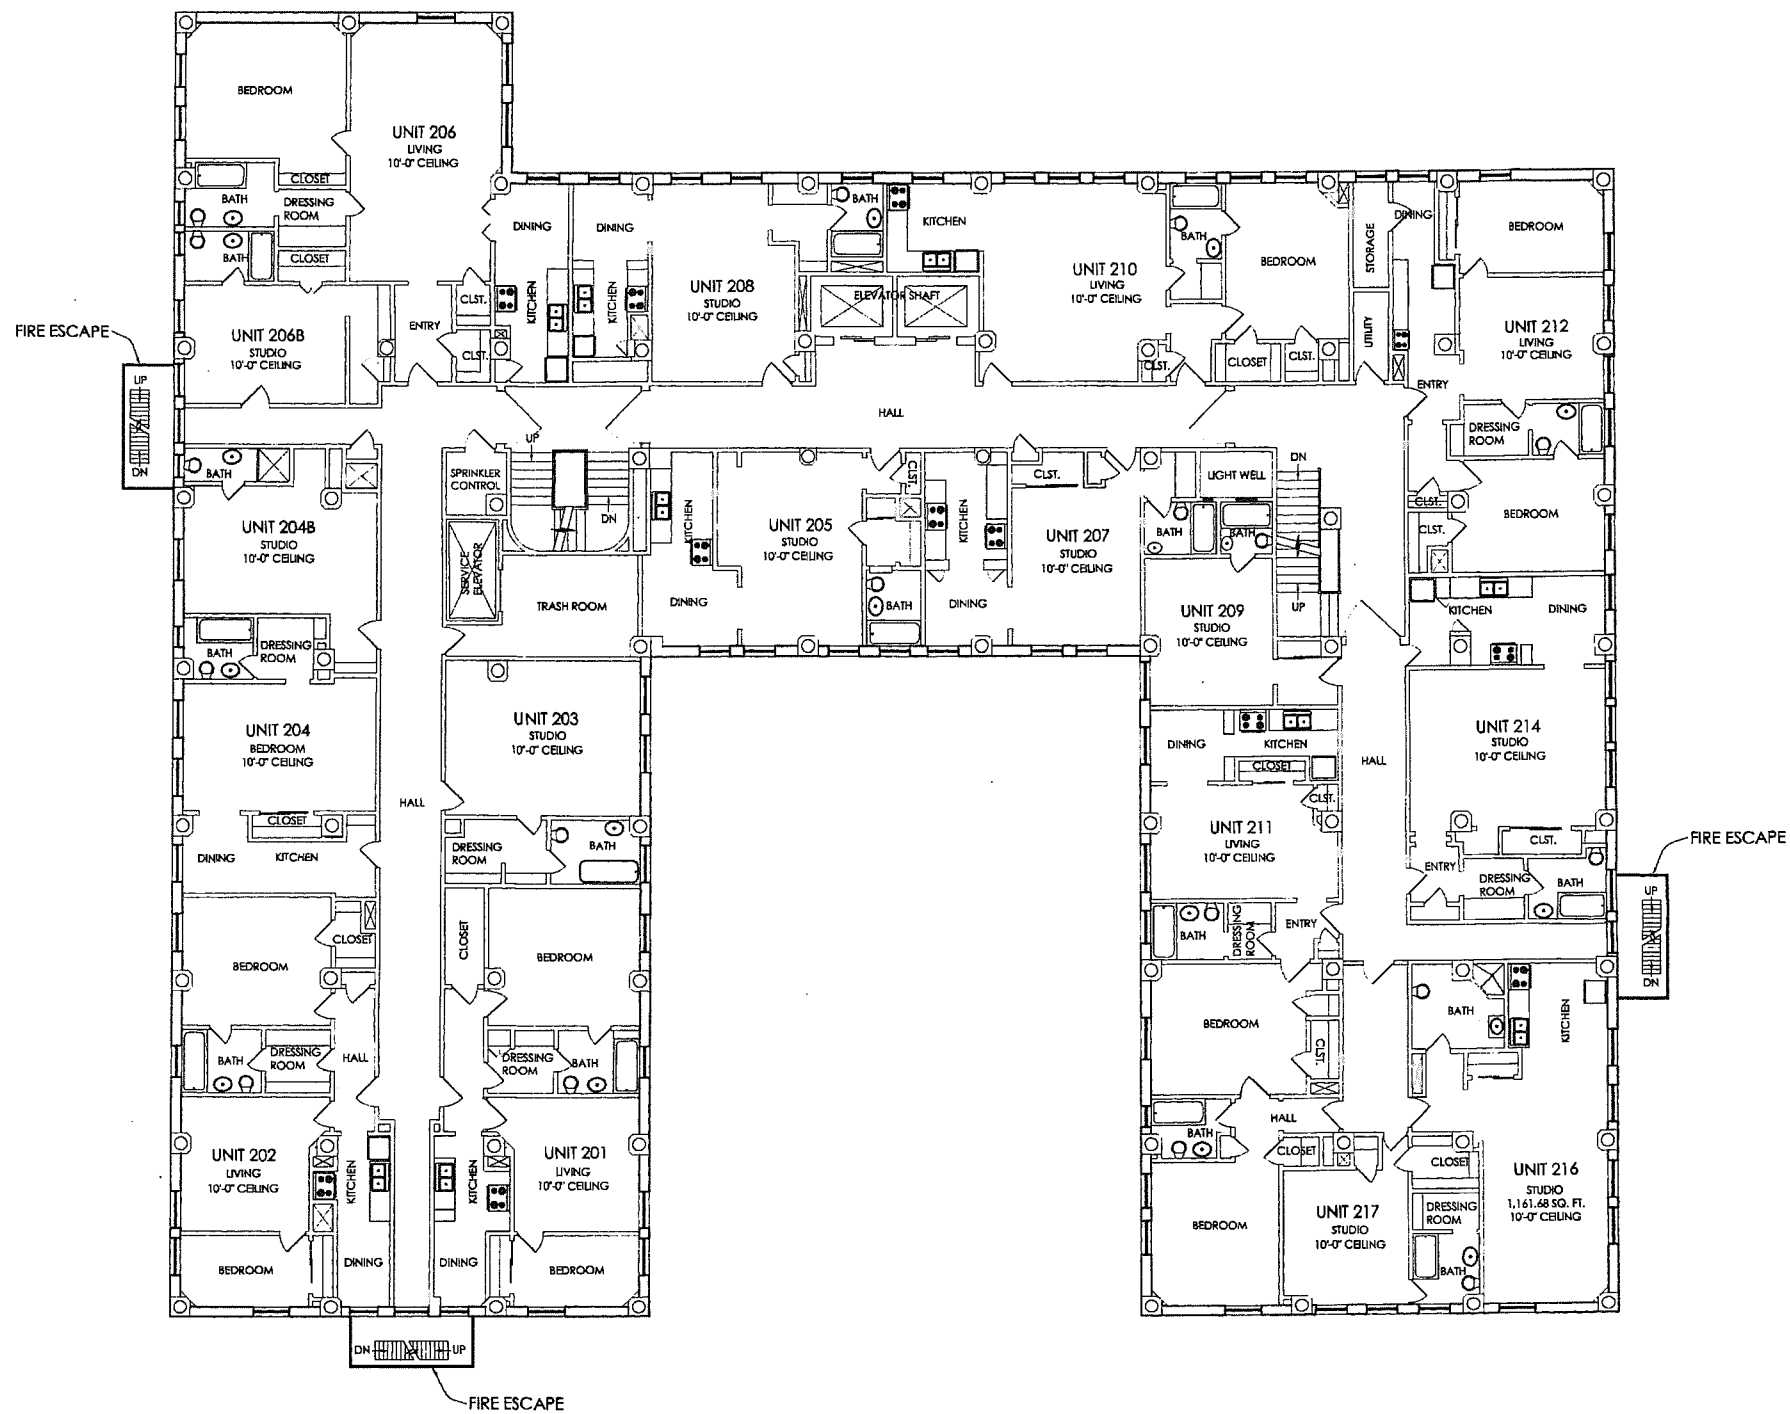 BEDROOM
UNIT 206
LIVING
10'-0" CEILING
CLOSET
BATH
DRESSING
ROOM
BATH
CLOSET
DINING
DINING
BATH
KITCHEN
BATH
BEDROOM
STORAGE
DINING
BEDROOM
UNIT 206B
STUDIO
10'-0" CEILING
ENTRY
CLST.
CLST.
KITCHEN
KITCHEN
UNIT 208
STUDIO
10'-0" CEILING
ELEVATOR SHAFT
UNIT 210
LIVING
10'-0" CEILING
CLST.
CLOSET
CLST.
UTILITY
UNIT 212
LIVING
10'-0" CEILING
ENTRY
FIRE ESCAPE
UP
DN
HALL
DRESSING
ROOM
BATH
SPRINKLER
CONTROL
UP
DN
KITCHEN
UNIT 205
STUDIO
10'-0" CEILING
CLST.
KITCHEN
CLST.
UNIT 207
STUDIO
10'-0" CEILING
LIGHT WELL
DN
BATH
BATH
UP
CLST.
CLST.
BEDROOM
UNIT 204B
STUDIO
10'-0" CEILING
SERVICE
ELEVATOR
TRASH ROOM
DINING
BATH
DINING
UNIT 209
STUDIO
10'-0" CEILING
KITCHEN
DINING
BATH
DRESSING
ROOM
UNIT 204
BEDROOM
10'-0" CEILING
UNIT 203
STUDIO
10'-0" CEILING
DINING
KITCHEN
CLOSET
CLST.
HALL
UNIT 214
STUDIO
10'-0" CEILING
HALL
CLOSET
DINING
KITCHEN
DRESSING
ROOM
BATH
UNIT 211
LIVING
10'-0" CEILING
CLST.
ENTRY
DRESSING
ROOM
BATH
FIRE ESCAPE
UP
DN
BEDROOM
CLOSET
CLOSET
BEDROOM
BATH
DRESSING
ROOM
ENTRY
BEDROOM
CLST.
BATH
KITCHEN
BATH
DRESSING
ROOM
HALL
DRESSING
ROOM
BATH
HALL
BATH
CLOSET
CLOSET
UNIT 202
LIVING
10'-0" CEILING
KITCHEN
KITCHEN
UNIT 201
LIVING
10'-0" CEILING
BEDROOM
UNIT 217
STUDIO
10'-0" CEILING
DRESSING
ROOM
BATH
UNIT 216
STUDIO
1,161.68 SQ. FT.
10'-0" CEILING
BEDROOM
DINING
DINING
BEDROOM
DN
UP
FIRE ESCAPE
BATH